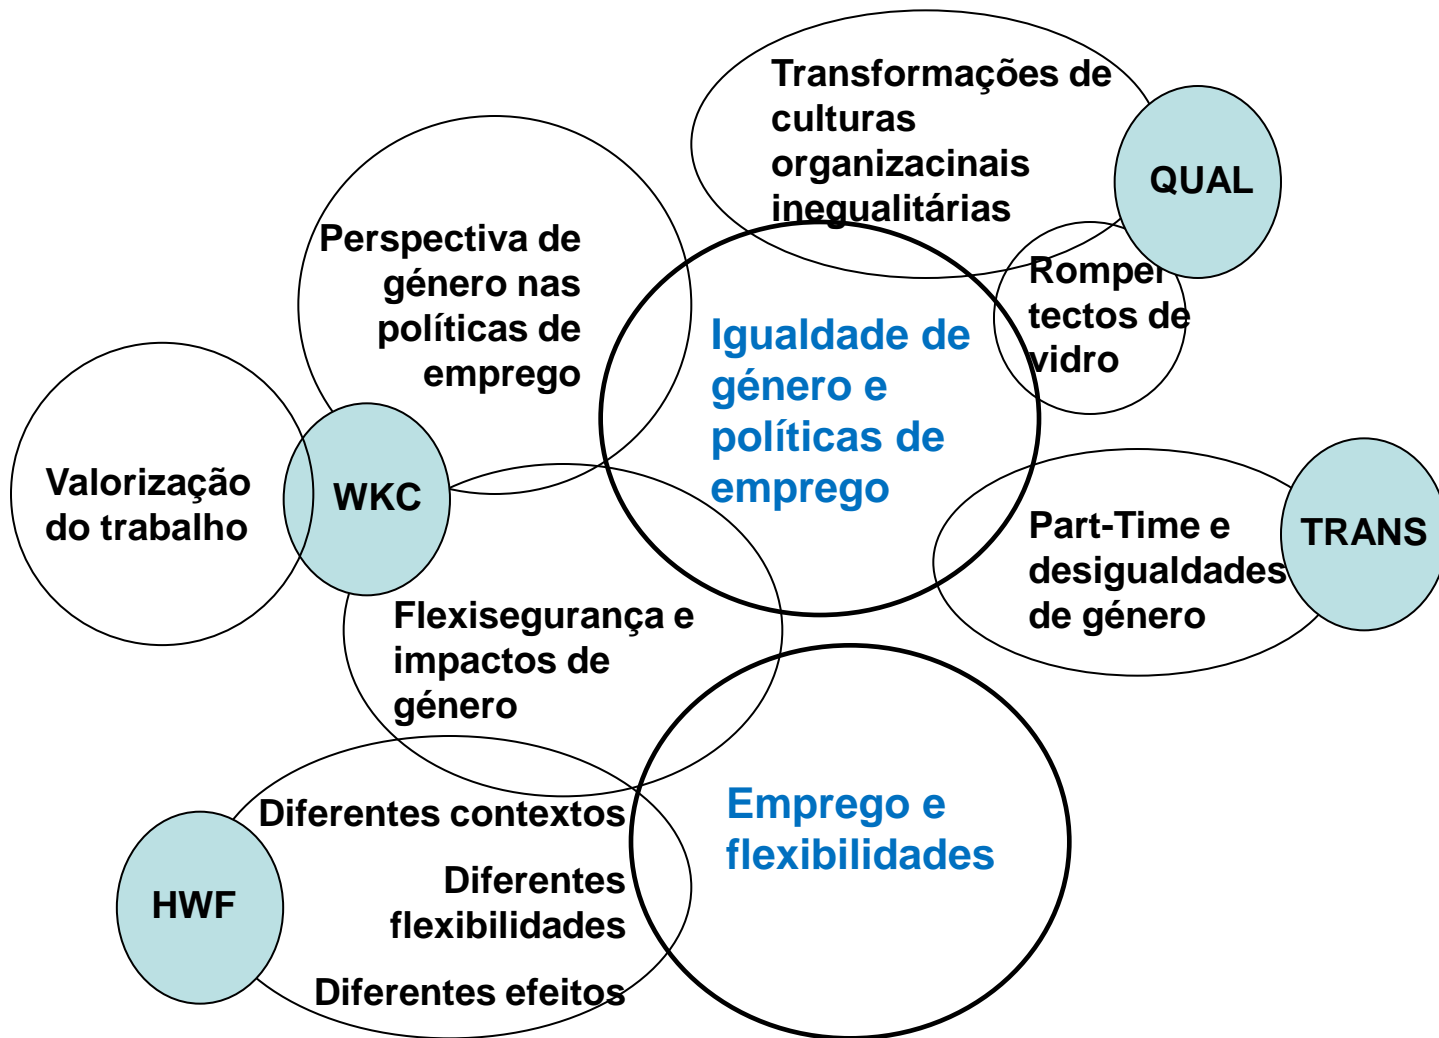 Transformações de
culturas
organizacinais
inegualitárias
QUAL
Perspectiva de
género nas
políticas de
emprego
Romper
tectos de
vidro
Igualdade de
género e
políticas de
emprego
Valorização
do trabalho
WKC
Part-Time e
desigualdades
de género
TRANS
Flexisegurança e
impactos de
género
Diferentes contextos
Diferentes
flexibilidades
Diferentes efeitos
HWF
Emprego e
flexibilidades